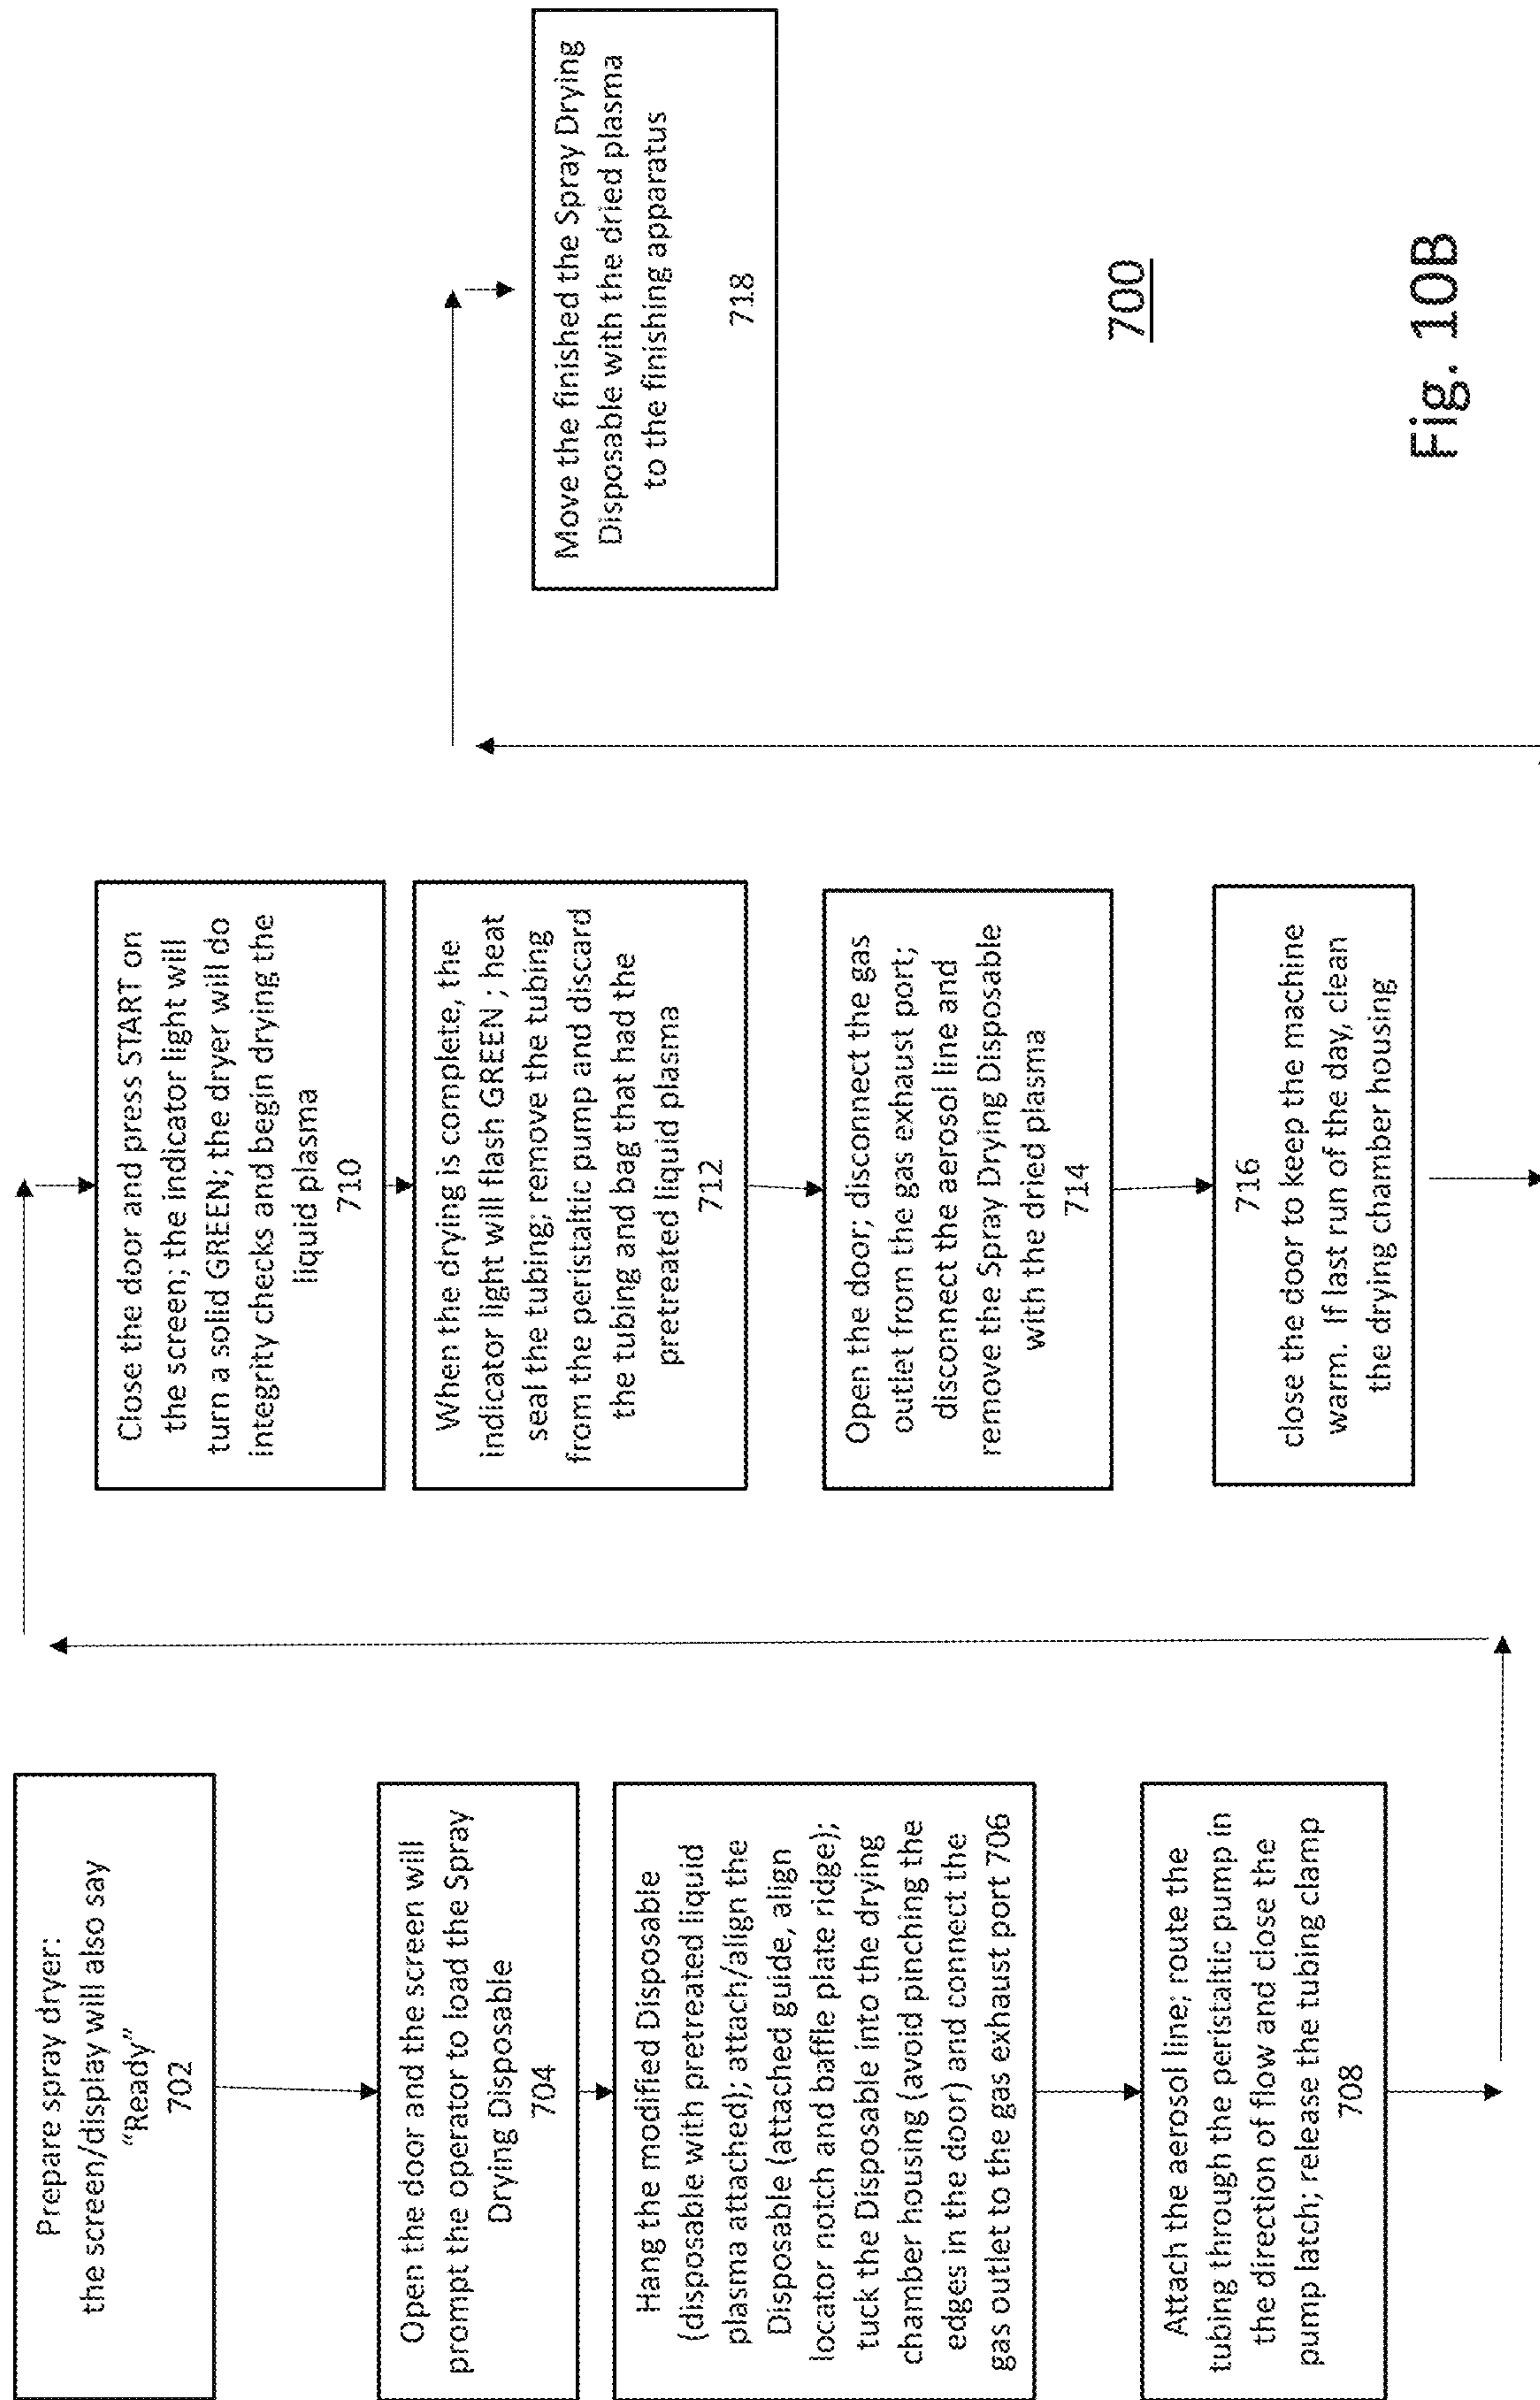 Prepare spray dryer:
the screen/display will also say
“Ready”
702
Open the door and the screen will
prompt the operator to load the Spray
Drying Disposable
704
Hang the modified Disposable
(disposable with pretreated liquid
plasma attached); attach/align the
Disposable (attached guide, align
locator notch and baffle plate ridge);
tuck the Disposable into the drying
chamber housing (avoid pinching the
edges in the door) and connect the
gas outlet to the gas exhaust port 706
Attach the aerosol line; route the
tubing through the peristaltic pump in
the direction of flow and close the
pump latch; release the tubing clamp
708
Close the door and press START on
the screen; the indicator light will
turn a solid GREEN; the dryer will do
integrity checks and begin drying the
liquid plasma
710
When the drying is complete, the
indicator light will flash GREEN ; heat
seal the tubing; remove the tubing
from the peristaltic pump and discard
the tubing and bag that had the
pretreated liquid plasma
712
Open the door; disconnect the gas
outlet from the gas exhaust port;
disconnect the aerosol line and
remove the Spray Drying Disposable
with the dried plasma
714
716
close the door to keep the machine
warm. If last run of the day, clean
the drying chamber housing
Move the finished the Spray Drying
Disposable with the dried plasma
to the finishing apparatus
718
700
Fig. 10B